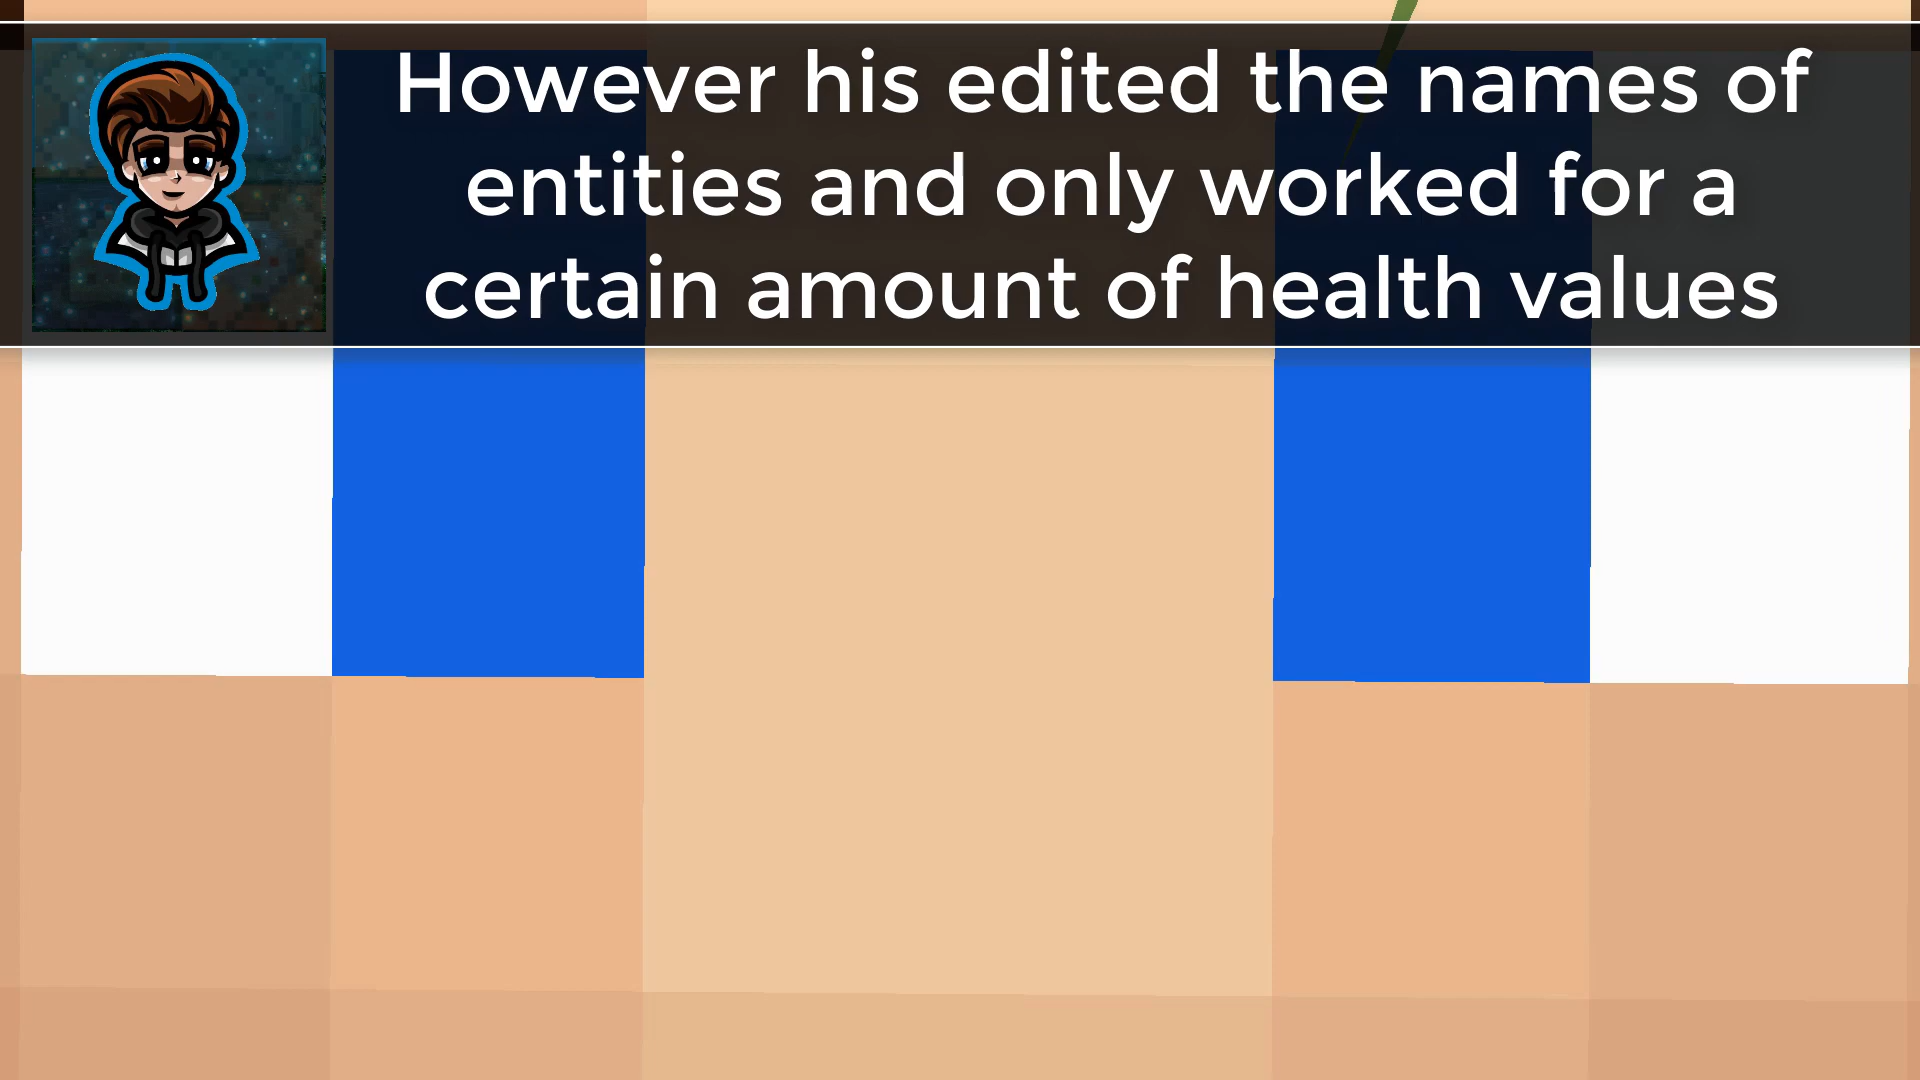 However his edited the names of
entities and only worked for a
certain amount of health values